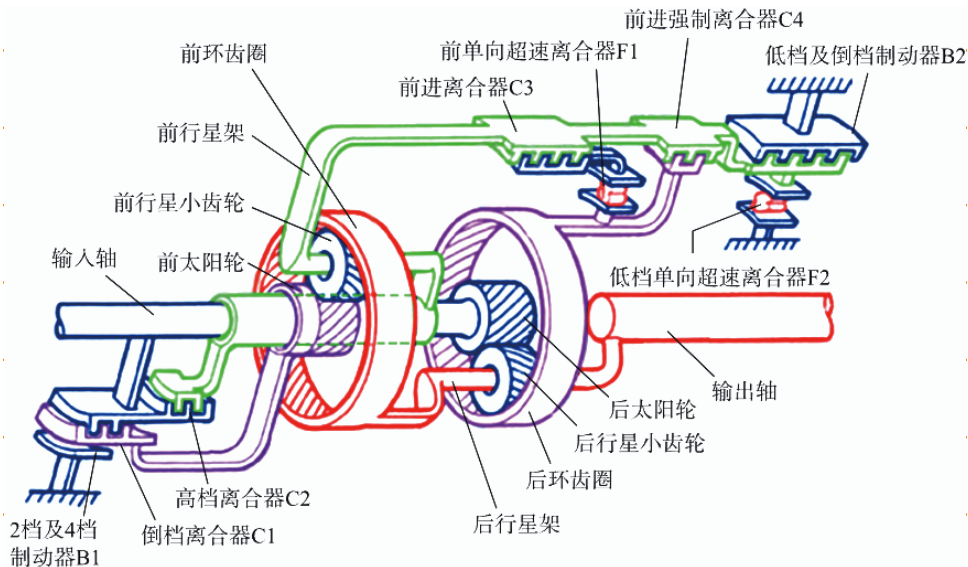 前进强制离合器C4
前单向超速离合器F1
前环齿圈
低档及倒档制动器B2
前进离合器C3
前行星架
前行星小齿轮
输入轴
前太阳轮
低档单向超速离合器F2
输出轴
后太阳轮
后行星小齿轮
后环齿圈
高档离合器C2
后行星架
2档及4档
制动器B1
倒档离合器C1